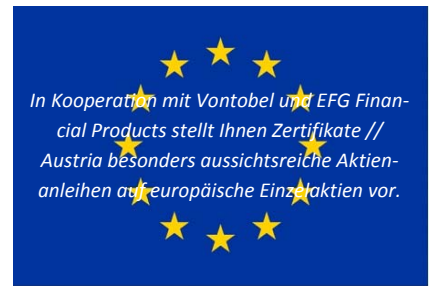 In Kooperation mit Vontobel und EFG Finan-
cial Products stellt Ihnen Zertifikate //
Austria besonders aussichtsreiche Aktien-
anleihen auf europäische Einzelaktien vor.